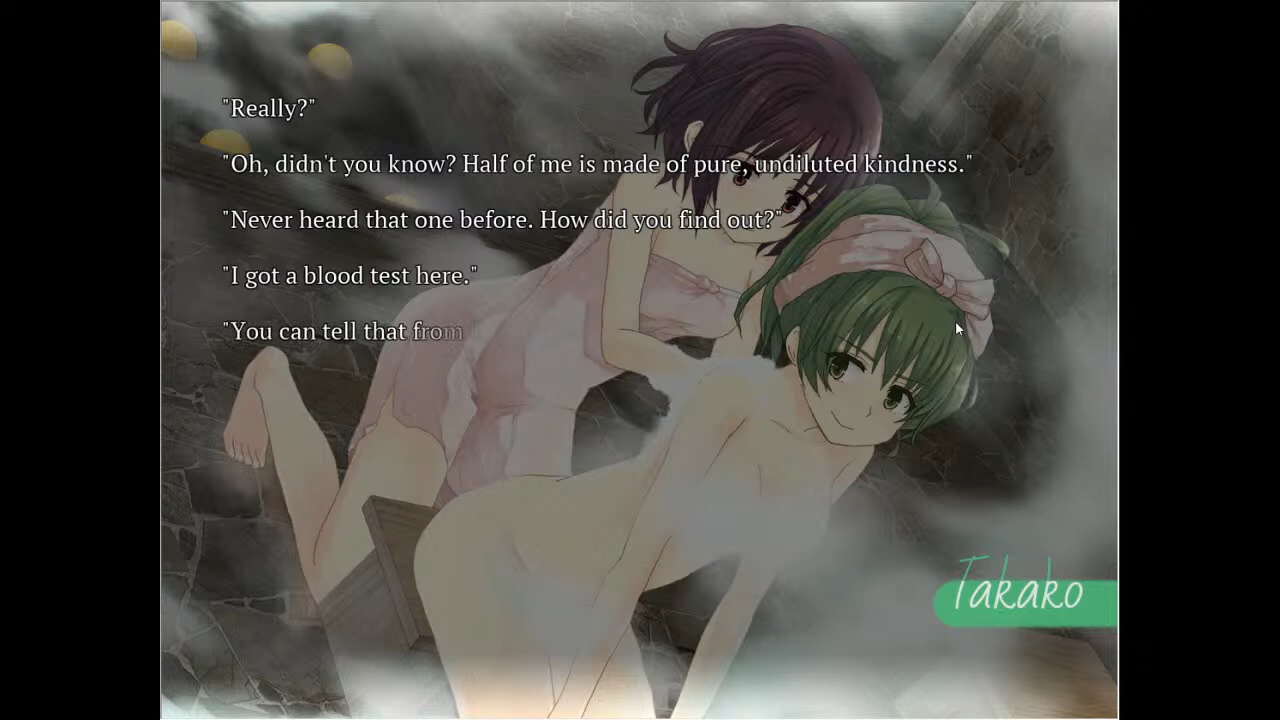 "Really?"
"Oh, didn't you know? Half of me is made of pure, undiluted kindness."
"Never heard that one before. How did you find out?"
"I got a blood test here."
"You can tell that from
Takako